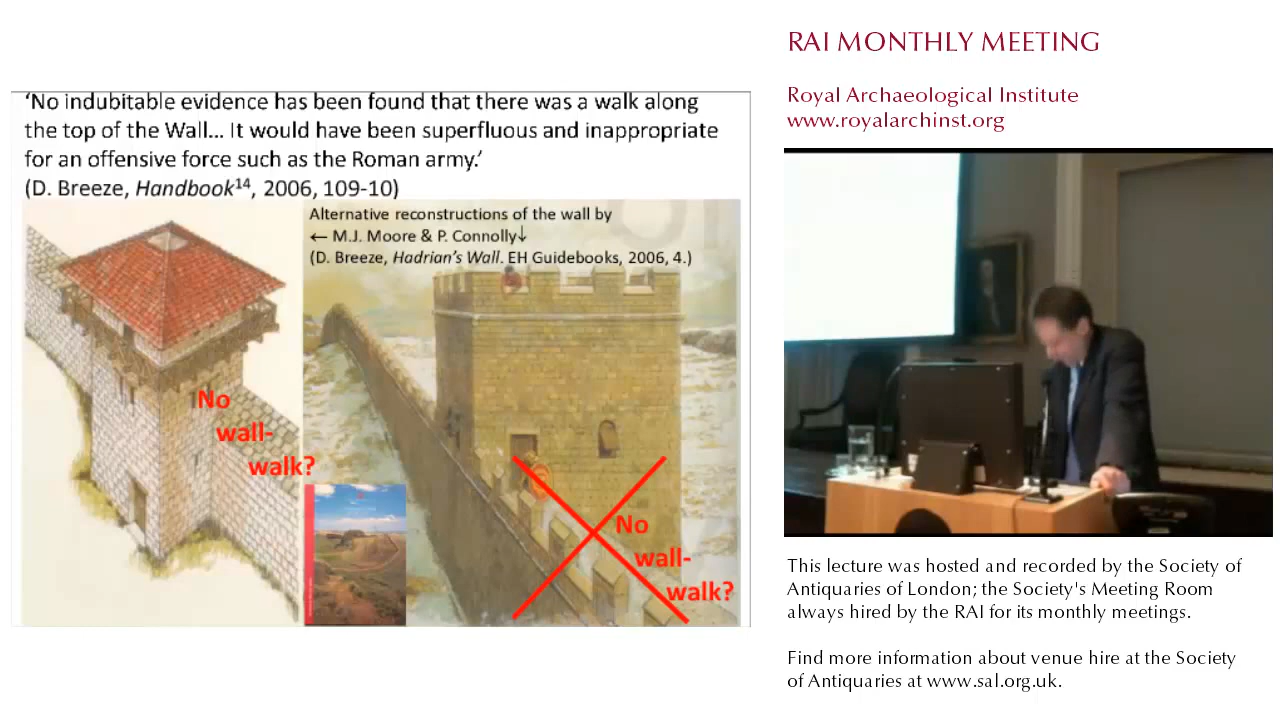 ‘No indubitable evidence has been found that there was a walk along
the top of the Wall... It would have been superfluous and inappropriate
for an offensive force such as the Roman army.’
(D. Breeze, Handbook¹⁴, 2006, 109-10)
Alternative reconstructions of the wall by
← M.J. Moore & P. Connolly↓
(D. Breeze, Hadrian’s Wall. EH Guidebooks, 2006, 4.)
No
wall-
walk?
No
wall-
walk?
RAI MONTHLY MEETING
Royal Archaeological Institute
www.royalarchinst.org
This lecture was hosted and recorded by the Society of
Antiquaries of London; the Society's Meeting Room
always hired by the RAI for its monthly meetings.
Find more information about venue hire at the Society
of Antiquaries at www.sal.org.uk.